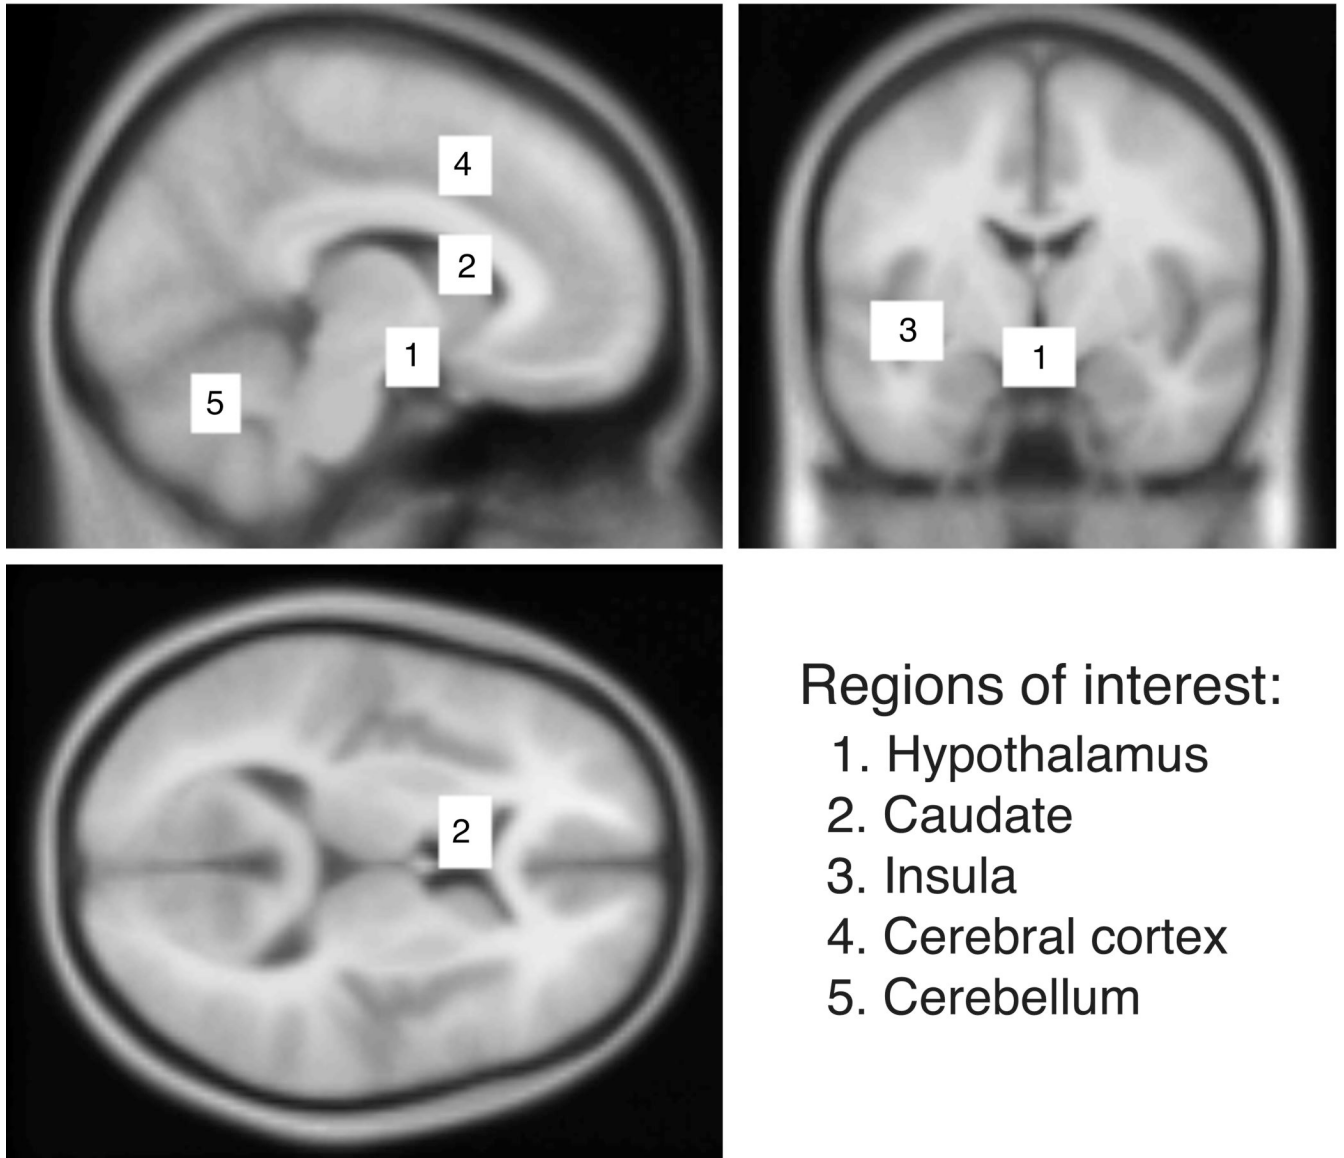 4
2
1
5
3
1
2
Regions of interest:
1. Hypothalamus
2. Caudate
3. Insula
4. Cerebral cortex
5. Cerebellum